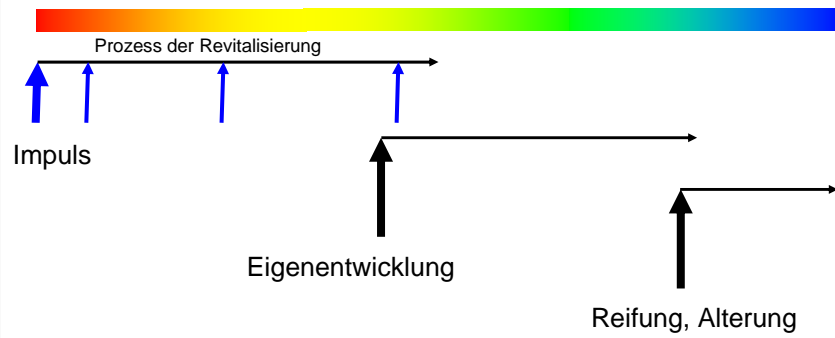 Prozess der Revitalisierung
Impuls
Eigenentwicklung
Reifung, Alterung